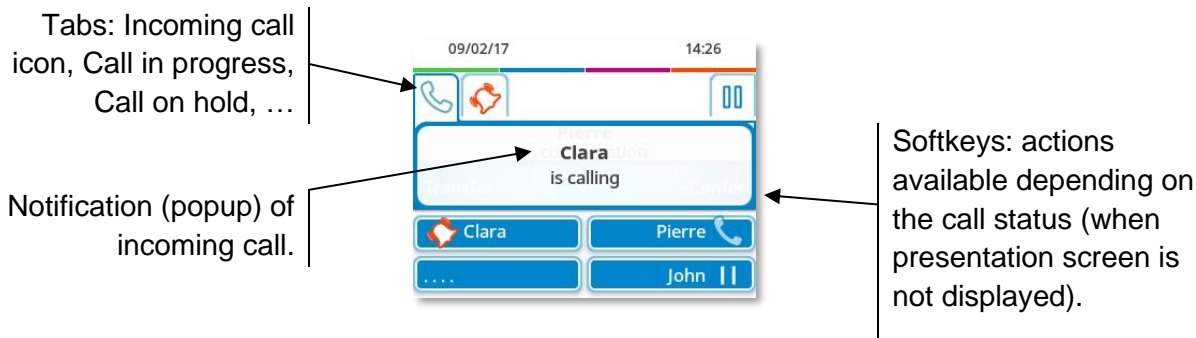 Tabs: Incoming call
icon, Call in progress,
Call on hold, …
Notification (popup) of
incoming call.
09/02/17 14:26
Pierre
Clara
is calling
Transfer
Clara Pierre
.... John
Softkeys: actions
available depending on
the call status (when
presentation screen is
not displayed).